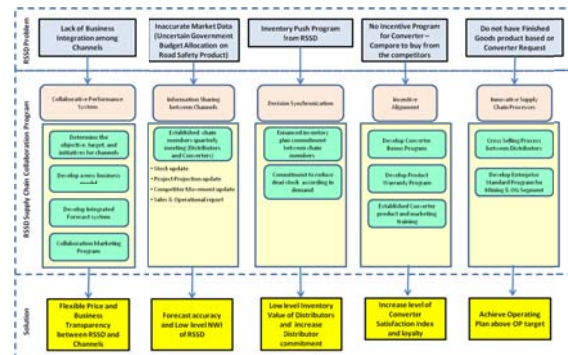 RSSD Problem
Lack of Business
Integration among
Channels
Inaccurate Market Data
(Uncertain Government
Budget Allocation on
Road Safety Product)
Inventory Push Program
from RSSD
No Incentive Program
for Converter –
Compare to buy from
the competitors
Do not have Finished
Goods product based on
Converter Request
RSSD Supply Chain Collaboration Program
Collaborative Performance
System
Information Sharing
between Channels
Decision Synchronization
Incentive
Alignment
Innovative Supply
Chain Processes
Determine the
objective, target, and
initiatives for channels
Develop a new business
model
Develop Integrated
Forecast system
Collaboration Marketing
Program
Established chain
members quarterly
meeting (Distributors
and Converters)
• Stock update
• Project Projection update
• Competitor Movement update
• Sales & Operational report
Enhanced inventory
plan commitment between
chain members
Commitment to reduce
dead stock according to
demand
Develop Converter
Bonus Program
Develop Product
Warranty Program
Established Converter
product and marketing
training
Cross Selling Process
between Distributors
Develop Enterprise
Standard Program for
Mining & OG Segment
Solution
Flexible Price and
Business
Transparency
between RSSD and
Channels
Forecast accuracy
and Low level NWI
of RSSD
Low level Inventory
Value of Distributors
and increase
Distributor
commitment
Increase level of
Converter
Satisfaction Index
and loyalty
Achieve Operating
Plan above OP target